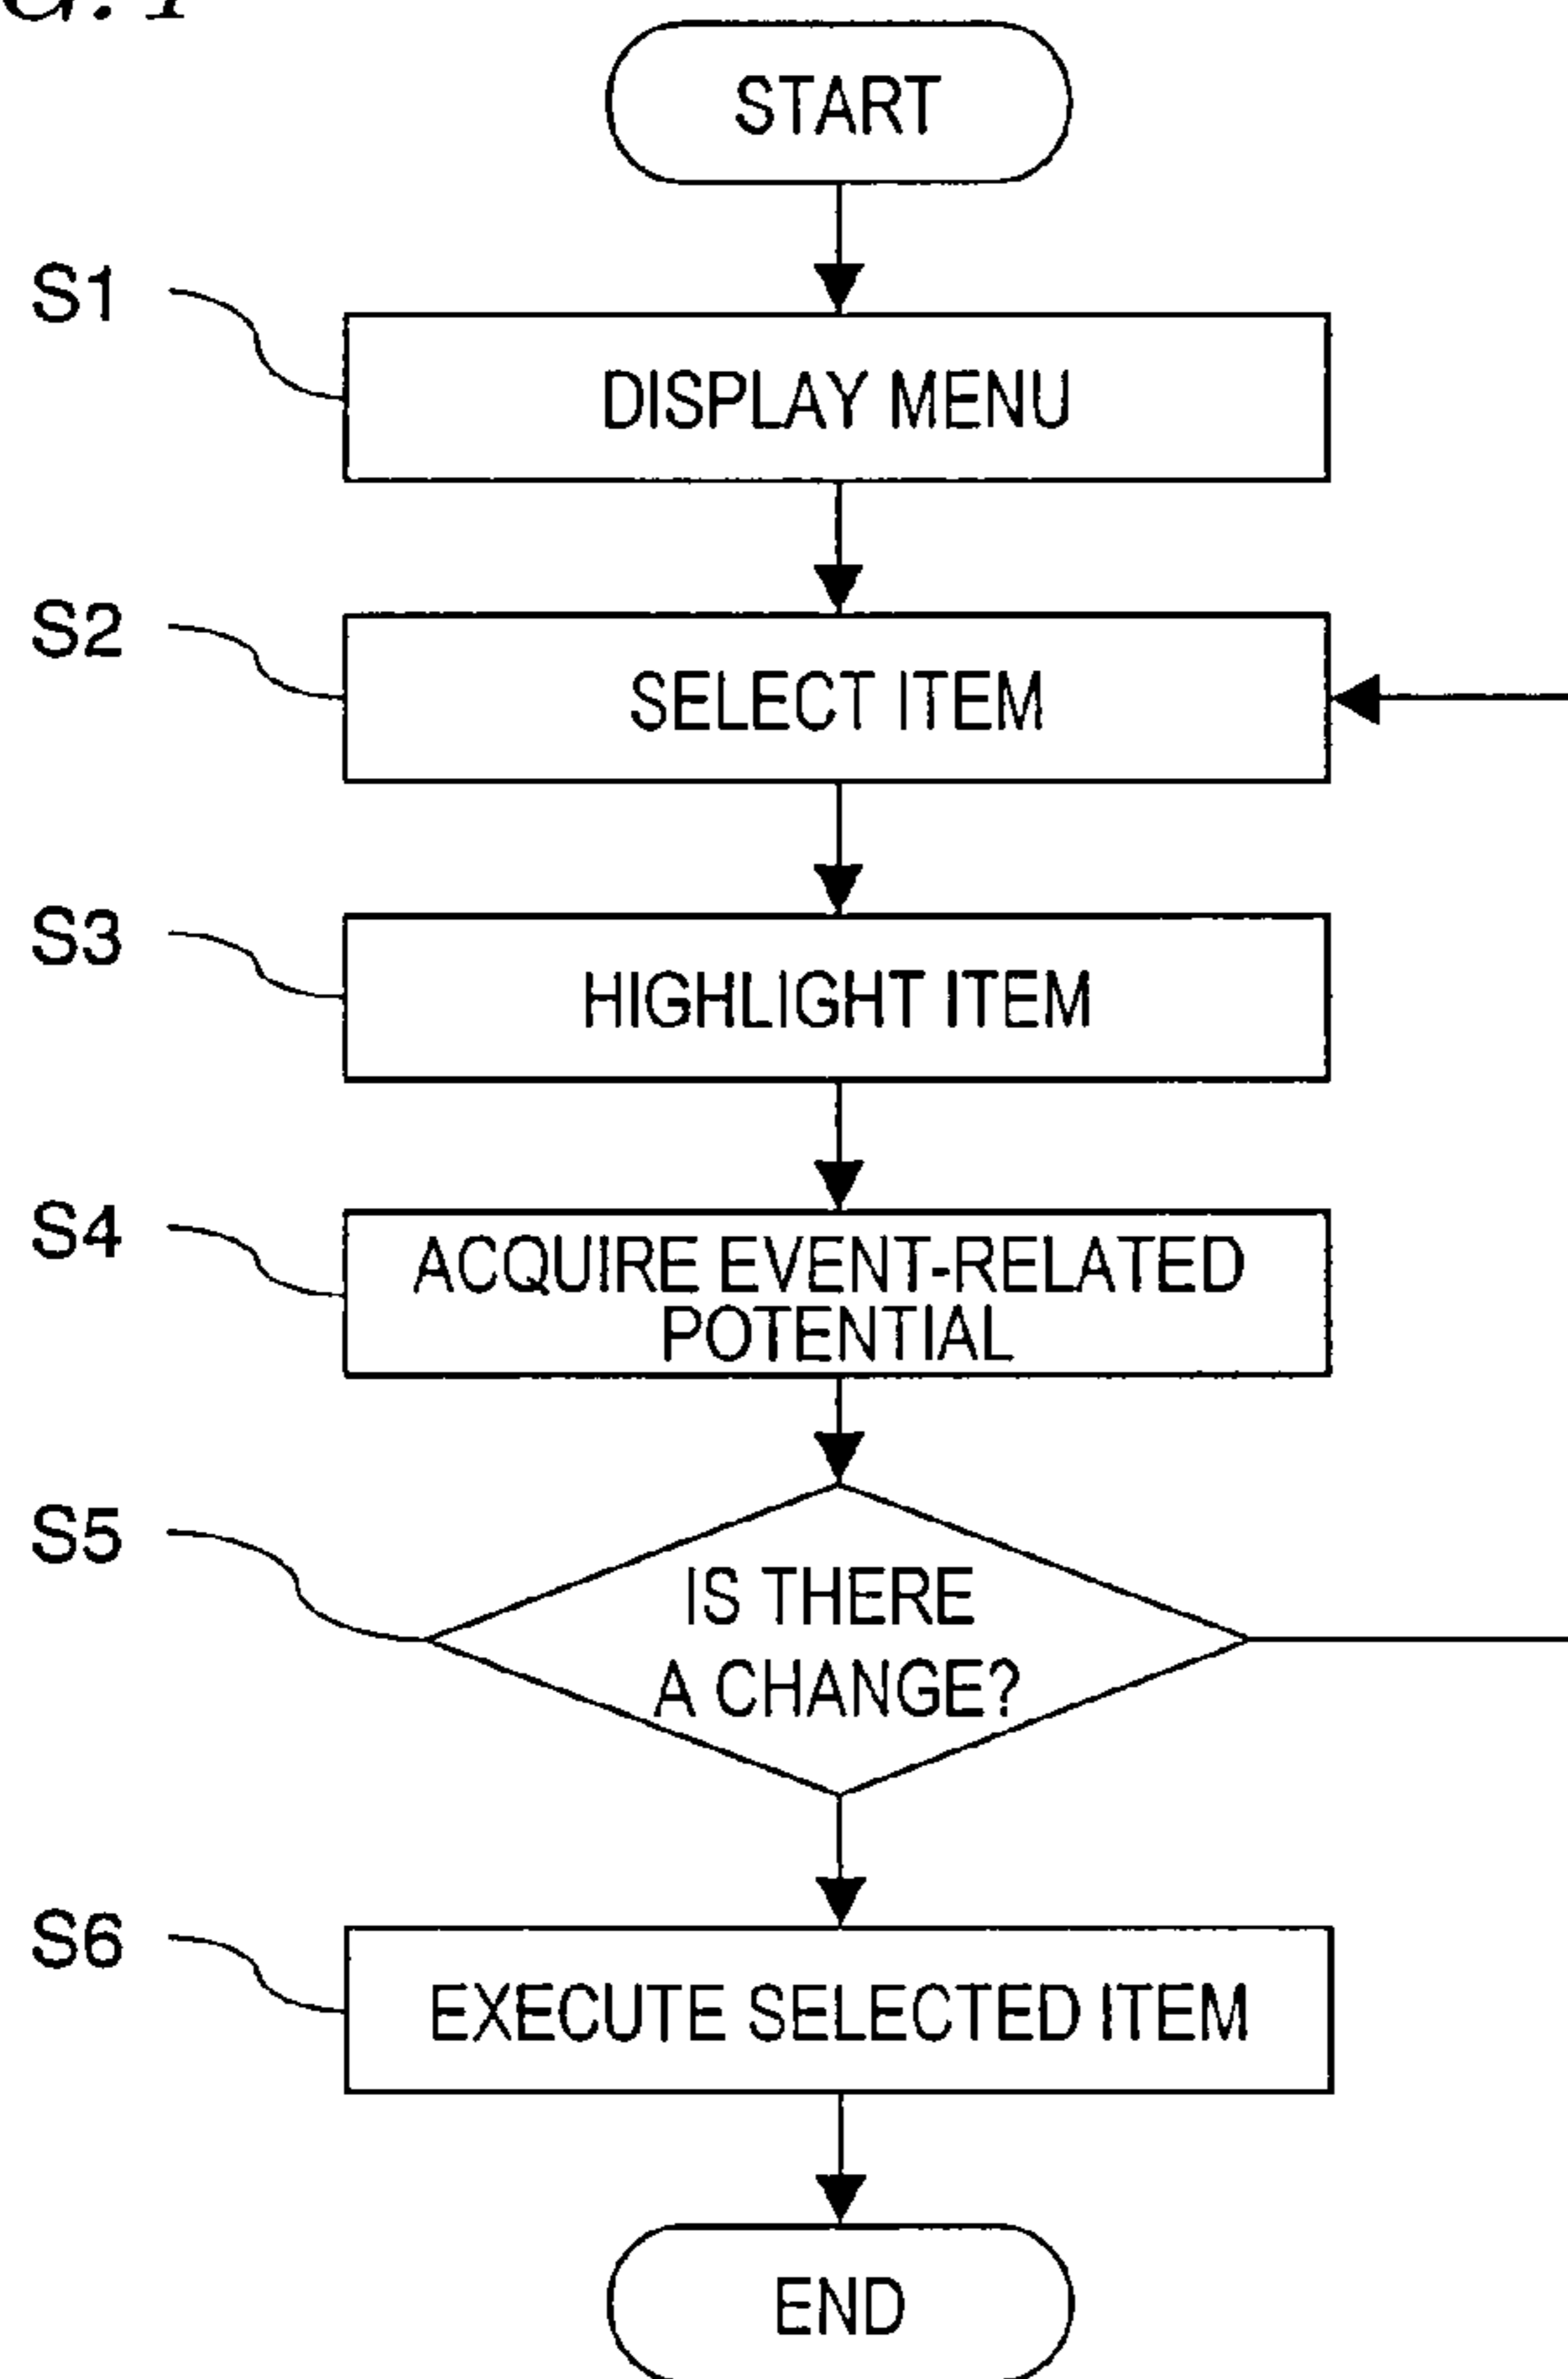 START
S1
DISPLAY MENU
S2
SELECT ITEM
S3
HIGHLIGHT ITEM
S4
ACQUIRE EVENT-RELATED
POTENTIAL
S5
IS THERE
A CHANGE?
S6
EXECUTE SELECTED ITEM
END